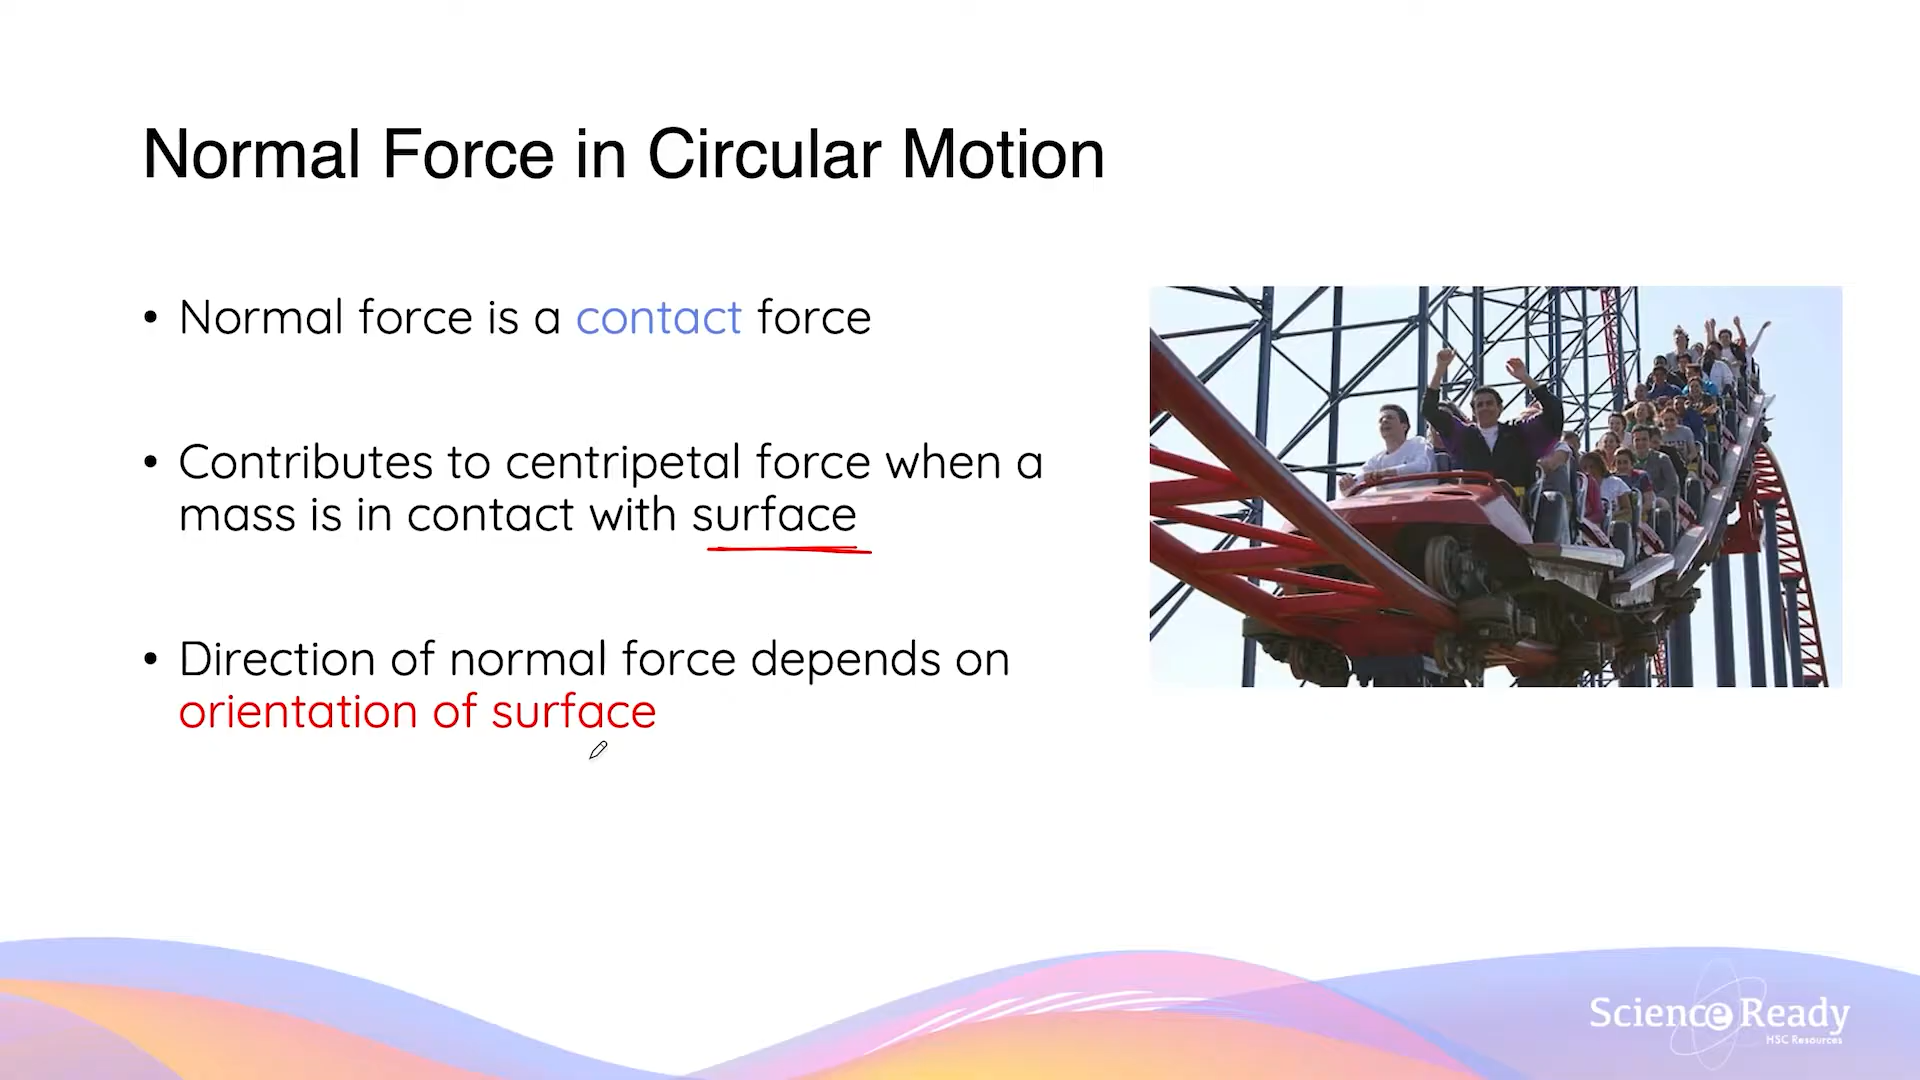 Normal Force in Circular Motion
• Normal force is a contact force
• Contributes to centripetal force when a
mass is in contact with surface
• Direction of normal force depends on
orientation of surface
Science Ready
HSC Resources